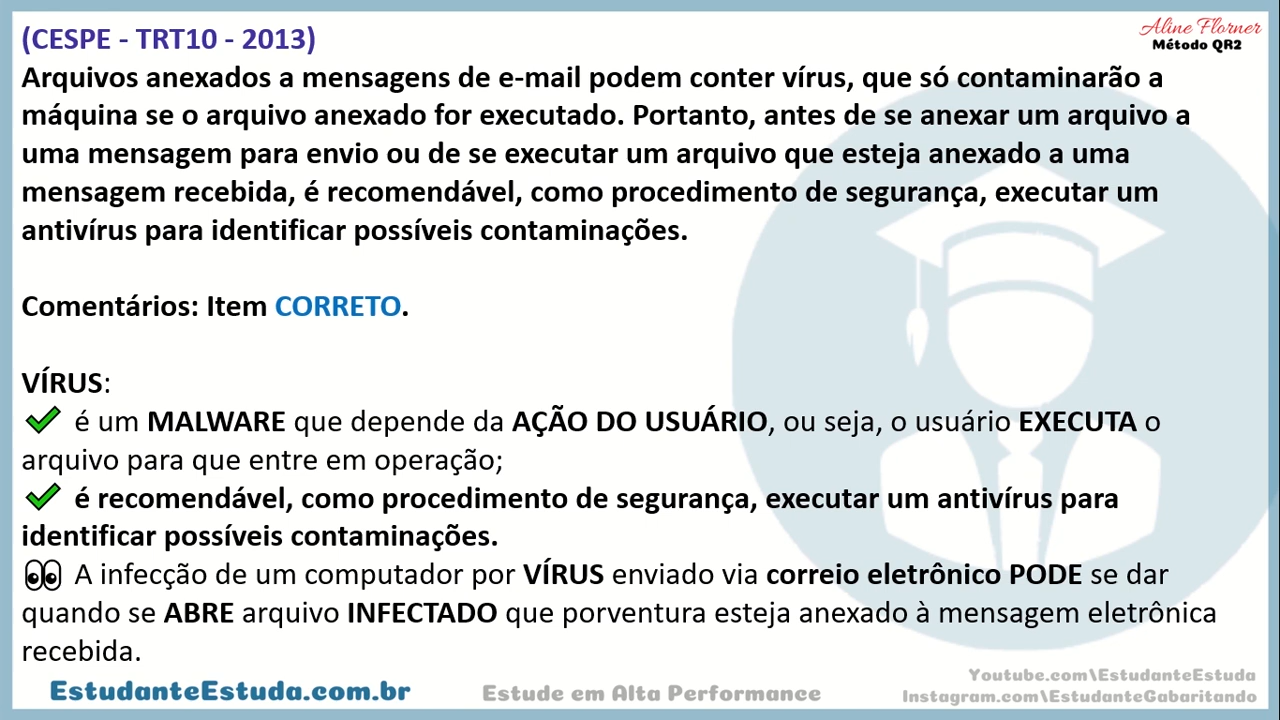 (CESPE - TRT10 - 2013)
Aline Florner
Método QR2
Arquivos anexados a mensagens de e-mail podem conter vírus, que só contaminarão a
máquina se o arquivo anexado for executado. Portanto, antes de se anexar um arquivo a
uma mensagem para envio ou de se executar um arquivo que esteja anexado a uma
mensagem recebida, é recomendável, como procedimento de segurança, executar um
antivírus para identificar possíveis contaminações.
Comentários: Item CORRETO.
VÍRUS:
é um MALWARE que depende da AÇÃO DO USUÁRIO, ou seja, o usuário EXECUTA o
arquivo para que entre em operação;
é recomendável, como procedimento de segurança, executar um antivírus para
identificar possíveis contaminações.
A infecção de um computador por VÍRUS enviado via correio eletrônico PODE se dar
quando se ABRE arquivo INFECTADO que porventura esteja anexado à mensagem eletrônica
recebida.
EstudanteEstuda.com.br
Estude em Alta Performance
Youtube.com\EstudanteEstuda
Instagram.com\EstudanteGabaritando